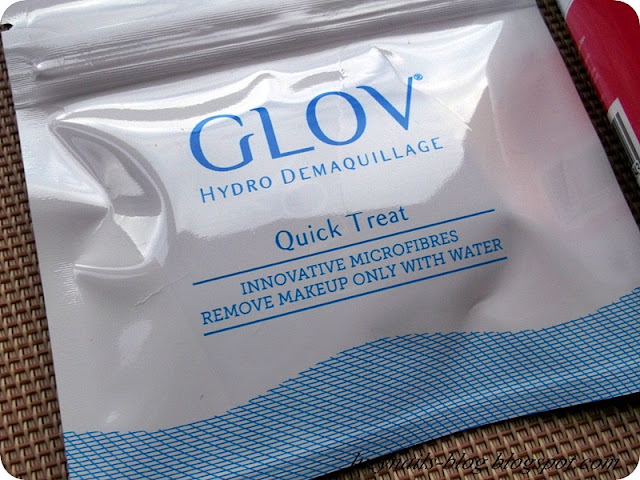 GLOV®
HYDRO DEMAQUILLAGE
Quick Treat
INNOVATIVE MICROFIBRES
REMOVE MAKEUP ONLY WITH WATER